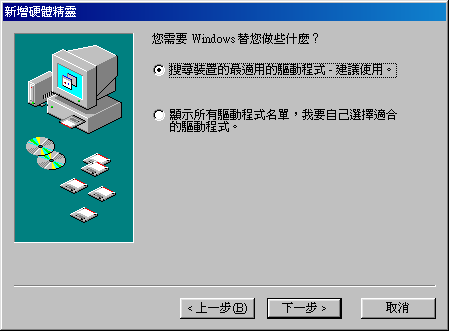 新增硬體精靈
您需要 Windows 替您做些什麼？
搜尋裝置的最適用的驅動程式 - 建議使用。
顯示所有驅動程式名單，我要自己選擇適合
的驅動程式。
< 上一步(B)
下一步 >
取消